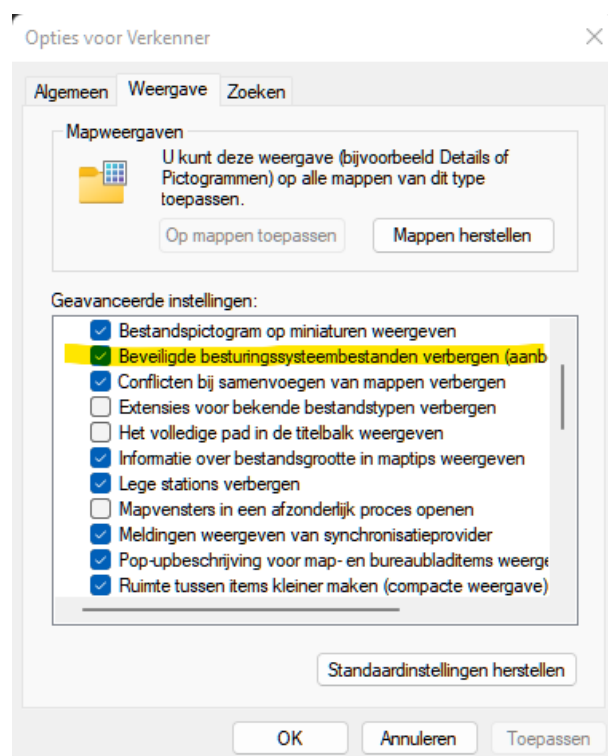 Opties voor Verkenner
Algemeen Weergave Zoeken
Mapweergaven
U kunt deze weergave (bijvoorbeeld Details of
Pictogrammen) op alle mappen van dit type
toepassen.
Op mappen toepassen Mappen herstellen
Geavanceerde instellingen:
Bestandspictogram op miniaturen weergeven
Beveiligde besturingssysteembestanden verbergen (aanb
Conflicten bij samenvoegen van mappen verbergen
Extensies voor bekende bestandstypen verbergen
Het volledige pad in de titelbalk weergeven
Informatie over bestandsgrootte in maptips weergeven
Lege stations verbergen
Mapvensters in een afzonderlijk proces openen
Meldingen weergeven van synchronisatieprovider
Pop-upbeschrijving voor map- en bureaubladitems weerge
Ruimte tussen items kleiner maken (compacte weergave)
Standaardinstellingen herstellen
OK Annuleren Toepassen